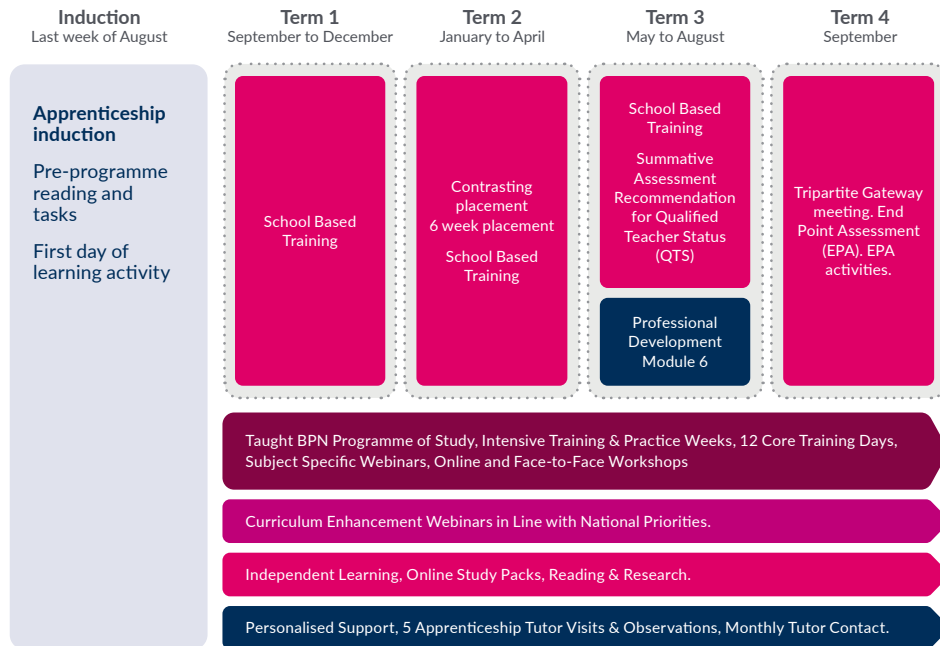 Induction
Last week of August
Term 1
September to December
Term 2
January to April
Term 3
May to August
Term 4
September
Apprenticeship
induction
Pre-programme
reading and
tasks
First day of
learning activity
School Based
Training
Contrasting
placement
6 week placement
School Based
Training
School Based
Training
Summative
Assessment
Recommendation
for Qualified
Teacher Status
(QTS)
Professional
Development
Module 6
Tripartite Gateway
meeting. End
Point Assessment
(EPA). EPA
activities.
Taught BPN Programme of Study, Intensive Training & Practice Weeks, 12 Core Training Days,
Subject Specific Webinars, Online and Face-to-Face Workshops
Curriculum Enhancement Webinars in Line with National Priorities.
Independent Learning, Online Study Packs, Reading & Research.
Personalised Support, 5 Apprenticeship Tutor Visits & Observations, Monthly Tutor Contact.